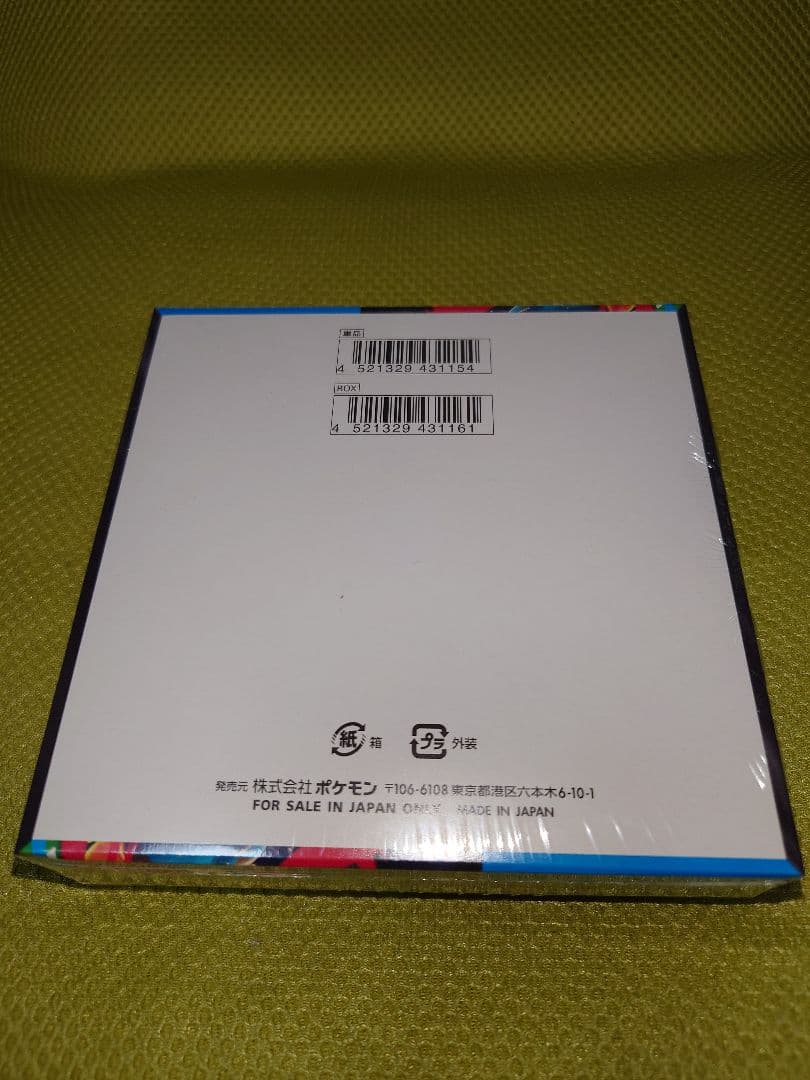 単品
4 521329 431154
BOX
4 521329 431161
紙 箱 プラ 外装
発売元 株式会社 ポケモン 〒106-6108 東京都港区六本木6-10-1
FOR SALE IN JAPAN ONLY MADE IN JAPAN